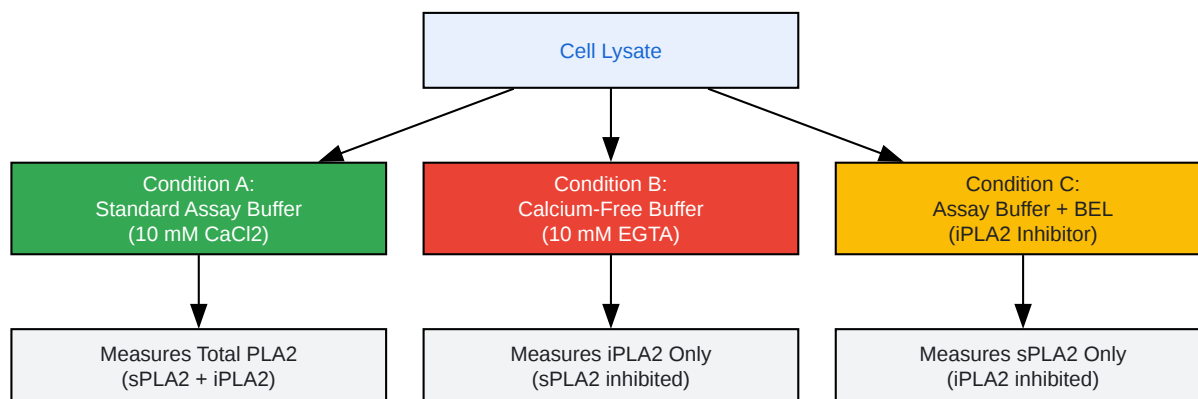 Cell Lysate
Condition A:
Standard Assay Buffer
(10 mM CaCl2)
Condition B:
Calcium-Free Buffer
(10 mM EGTA)
Condition C:
Assay Buffer + BEL
(iPLA2 Inhibitor)
Measures Total PLA2
(sPLA2 + iPLA2)
Measures iPLA2 Only
(sPLA2 inhibited)
Measures sPLA2 Only
(iPLA2 inhibited)